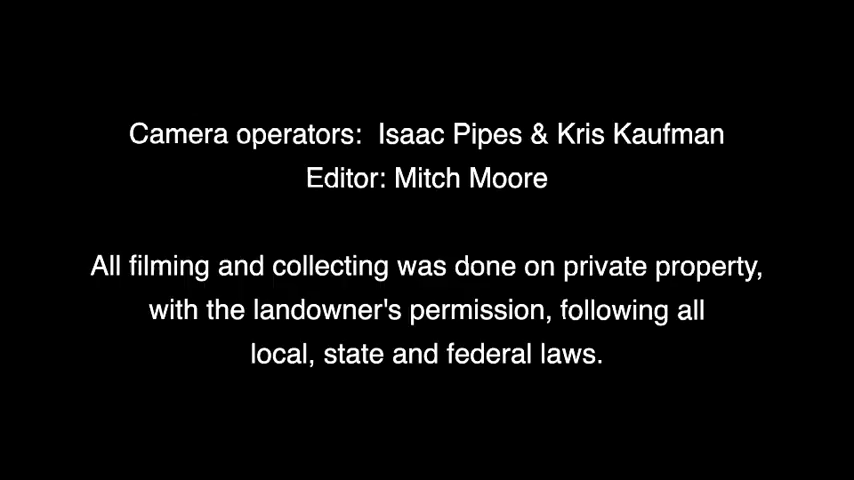 Camera operators:  Isaac Pipes & Kris Kaufman
Editor: Mitch Moore
All filming and collecting was done on private property,
with the landowner's permission, following all
local, state and federal laws.